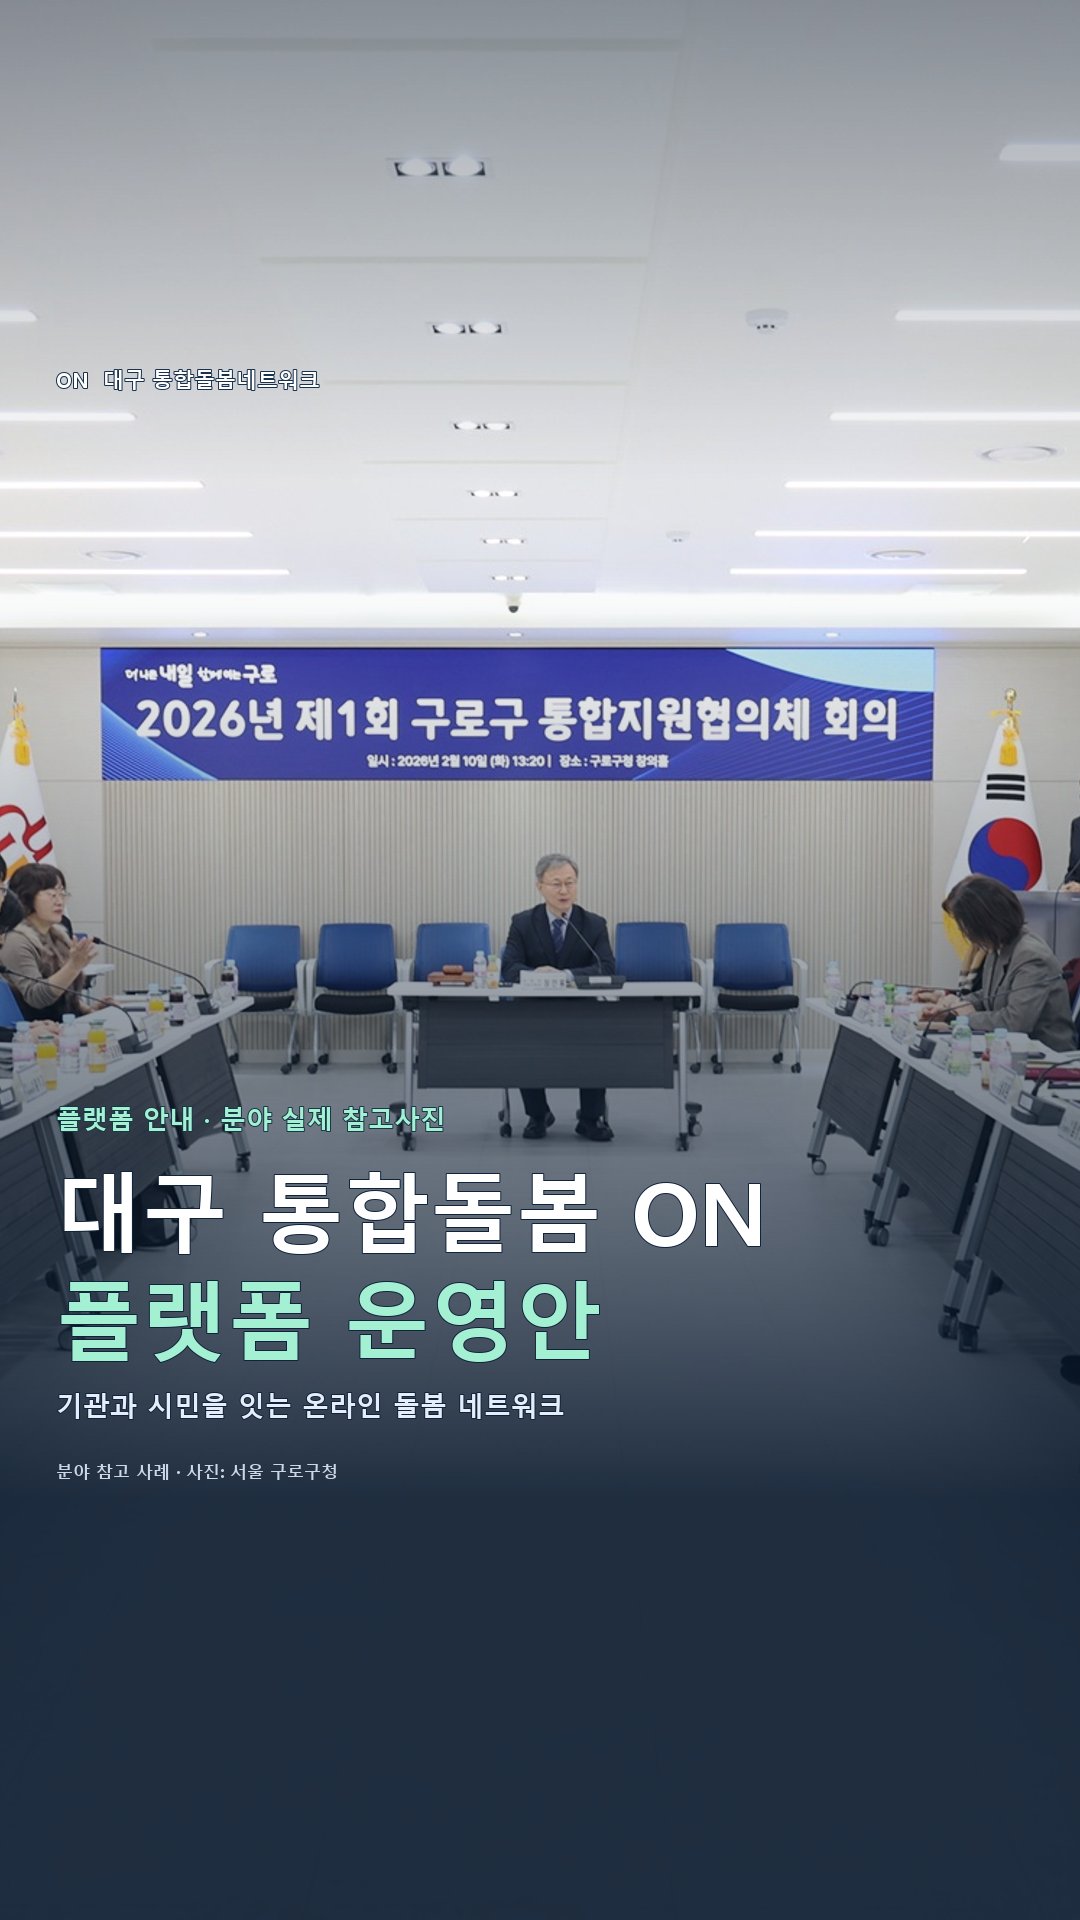 ON 대구 통합돌봄네트워크
더 나은 내일 함께 여는 구로
2026년 제1회 구로구 통합지원협의체 회의
일시 : 2026년 2월 10일 (화) 13:20 | 장소 : 구로구청 창의홀
플랫폼 안내 · 분야 실제 참고사진
대구 통합돌봄 ON
플랫폼 운영안
기관과 시민을 잇는 온라인 돌봄 네트워크
분야 참고 사례 · 사진: 서울 구로구청